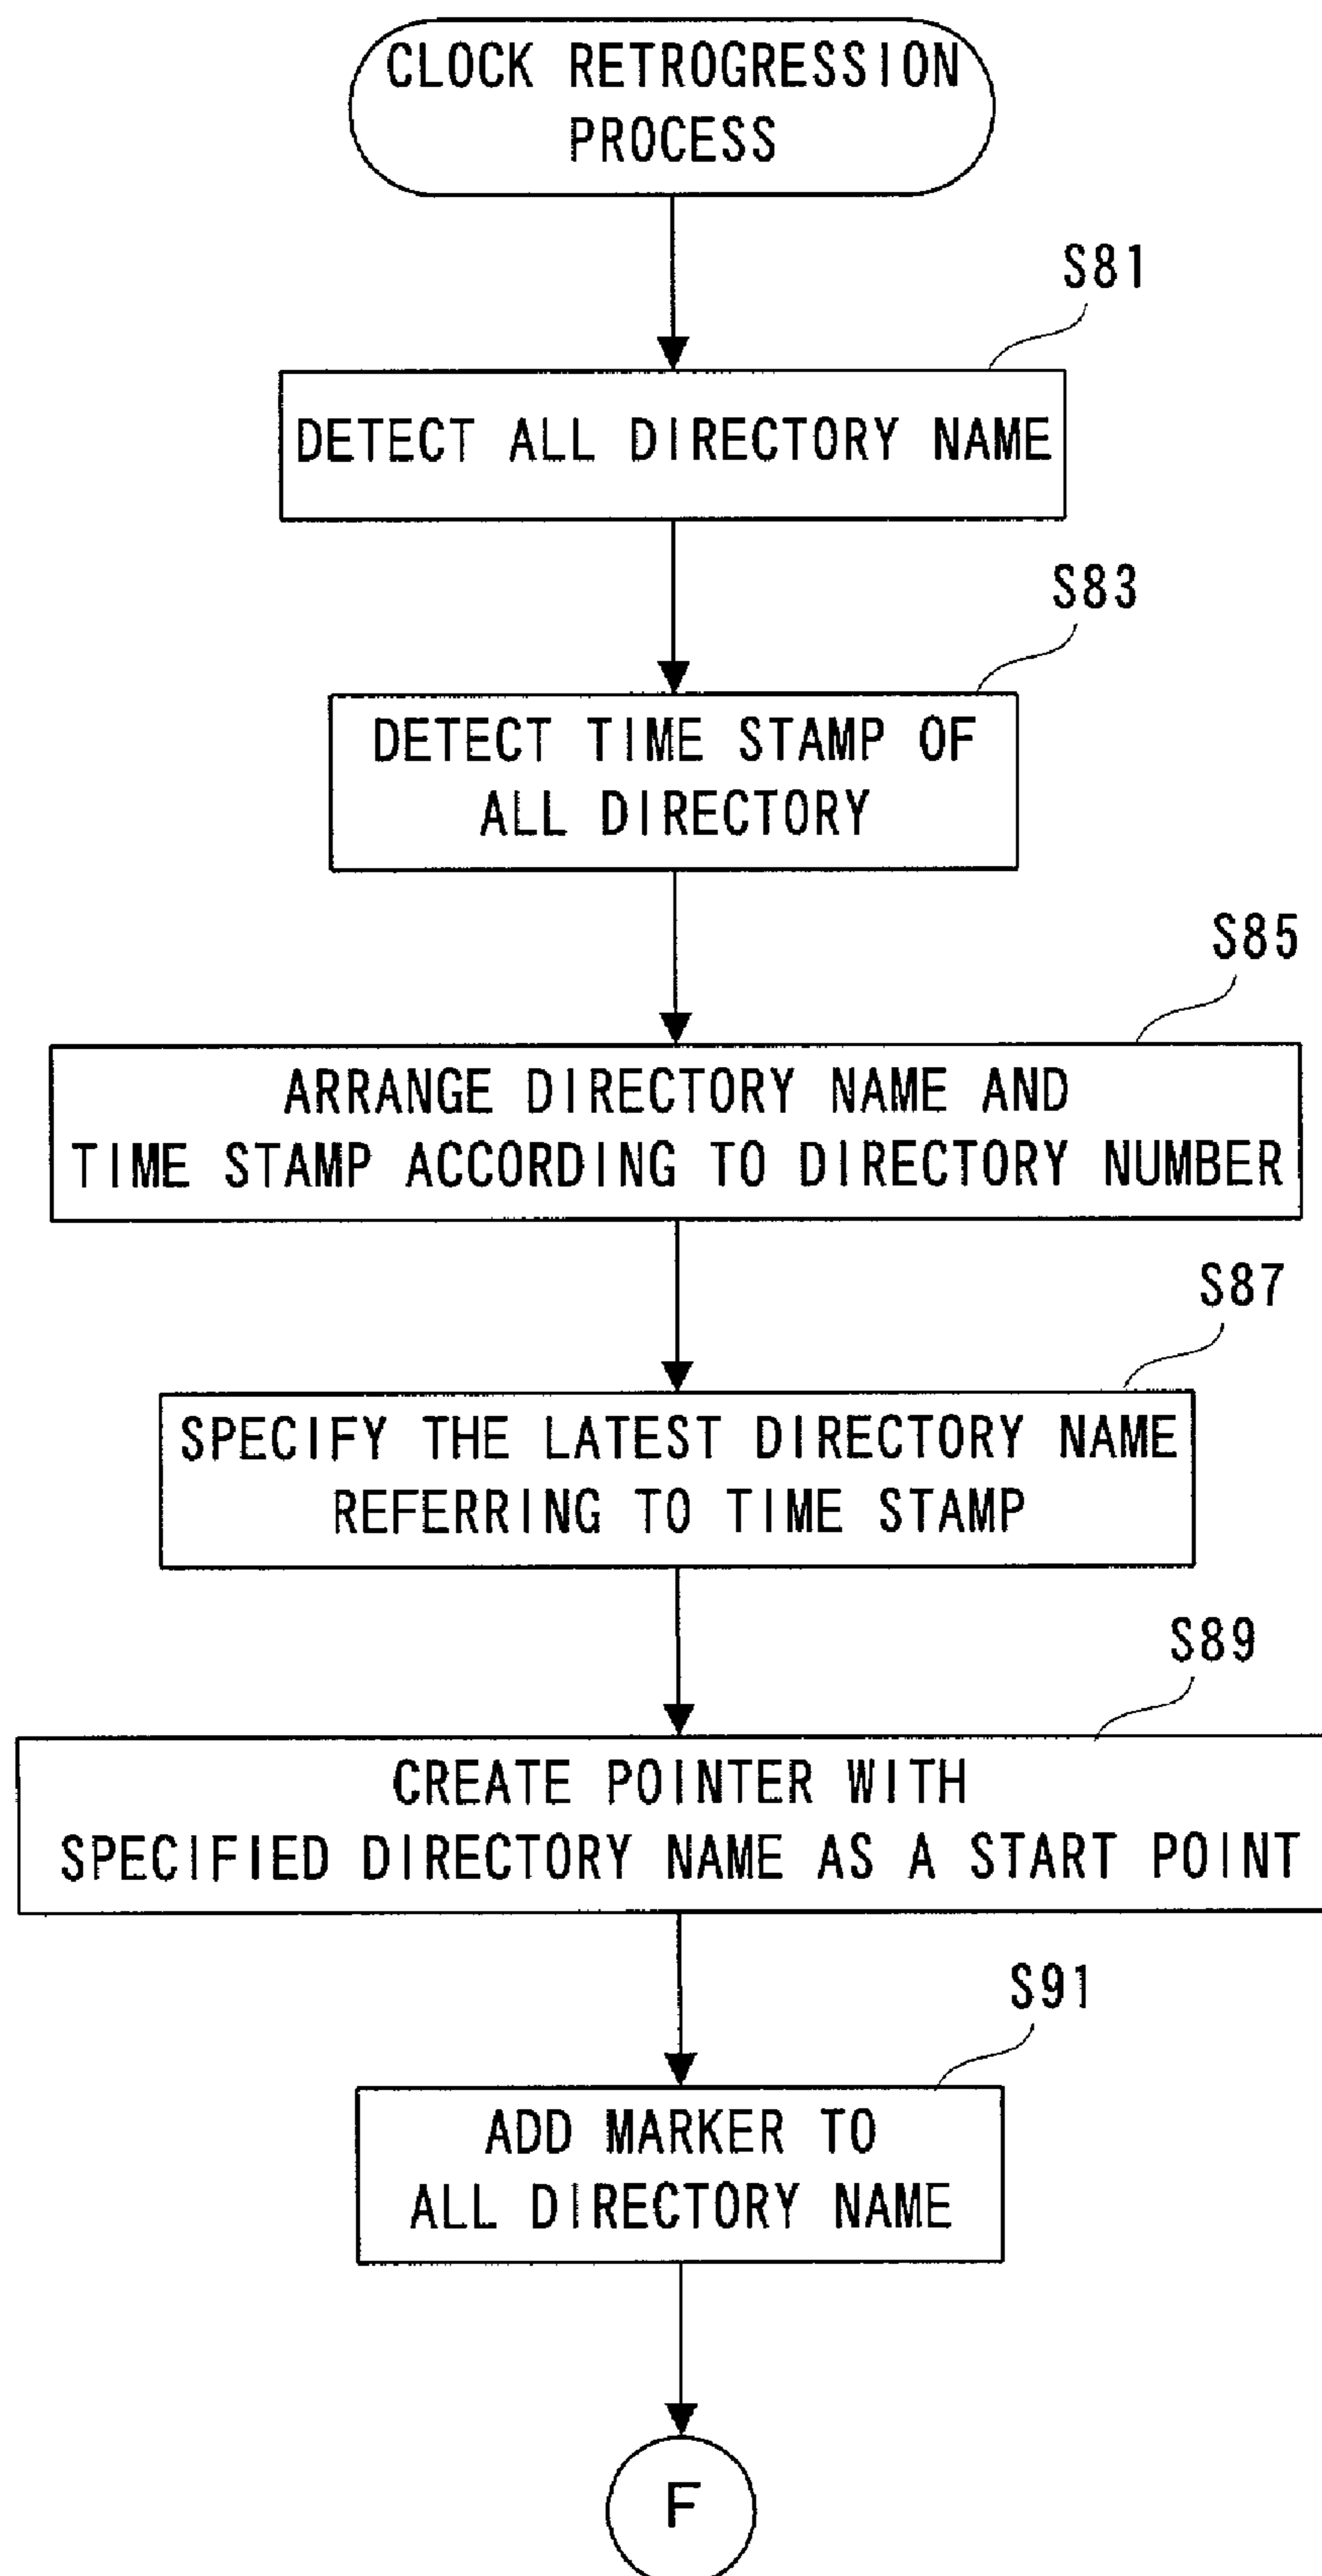 CLOCK RETROGRESSION
PROCESS
S81
DETECT ALL DIRECTORY NAME
S83
DETECT TIME STAMP OF
ALL DIRECTORY
S85
ARRANGE DIRECTORY NAME AND
TIME STAMP ACCORDING TO DIRECTORY NUMBER
S87
SPECIFY THE LATEST DIRECTORY NAME
REFERRING TO TIME STAMP
S89
CREATE POINTER WITH
SPECIFIED DIRECTORY NAME AS A START POINT
S91
ADD MARKER TO
ALL DIRECTORY NAME
F